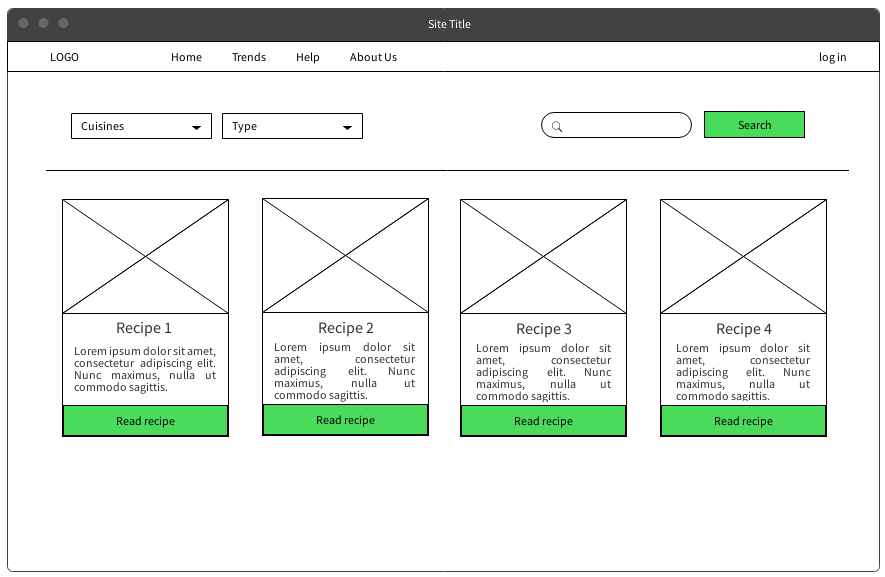 Site Title
LOGO Home Trends Help About Us log in
Cuisines Type Search
Recipe 1
Lorem ipsum dolor sit amet,
consectetur adipiscing elit.
Nunc maximus, nulla ut
commodo sagittis.
Read recipe
Recipe 2
Lorem ipsum dolor sit
amet, consectetur
adipiscing elit. Nunc
maximus, nulla ut
commodo sagittis.
Read recipe
Recipe 3
Lorem ipsum dolor sit
amet, consectetur
adipiscing elit. Nunc
maximus, nulla ut
commodo sagittis.
Read recipe
Recipe 4
Lorem ipsum dolor sit
amet, consectetur
adipiscing elit. Nunc
maximus, nulla ut
commodo sagittis.
Read recipe